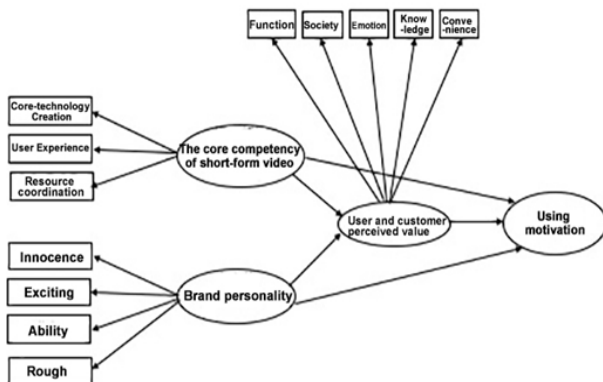 Function
Society
Emotion
Know
-ledge
Conve
-nience
Core-technology
Creation
User Experience
Resource
coordination
The core competency
of short-form video
User and customer
perceived value
Using
motivation
Innocence
Exciting
Ability
Rough
Brand personality